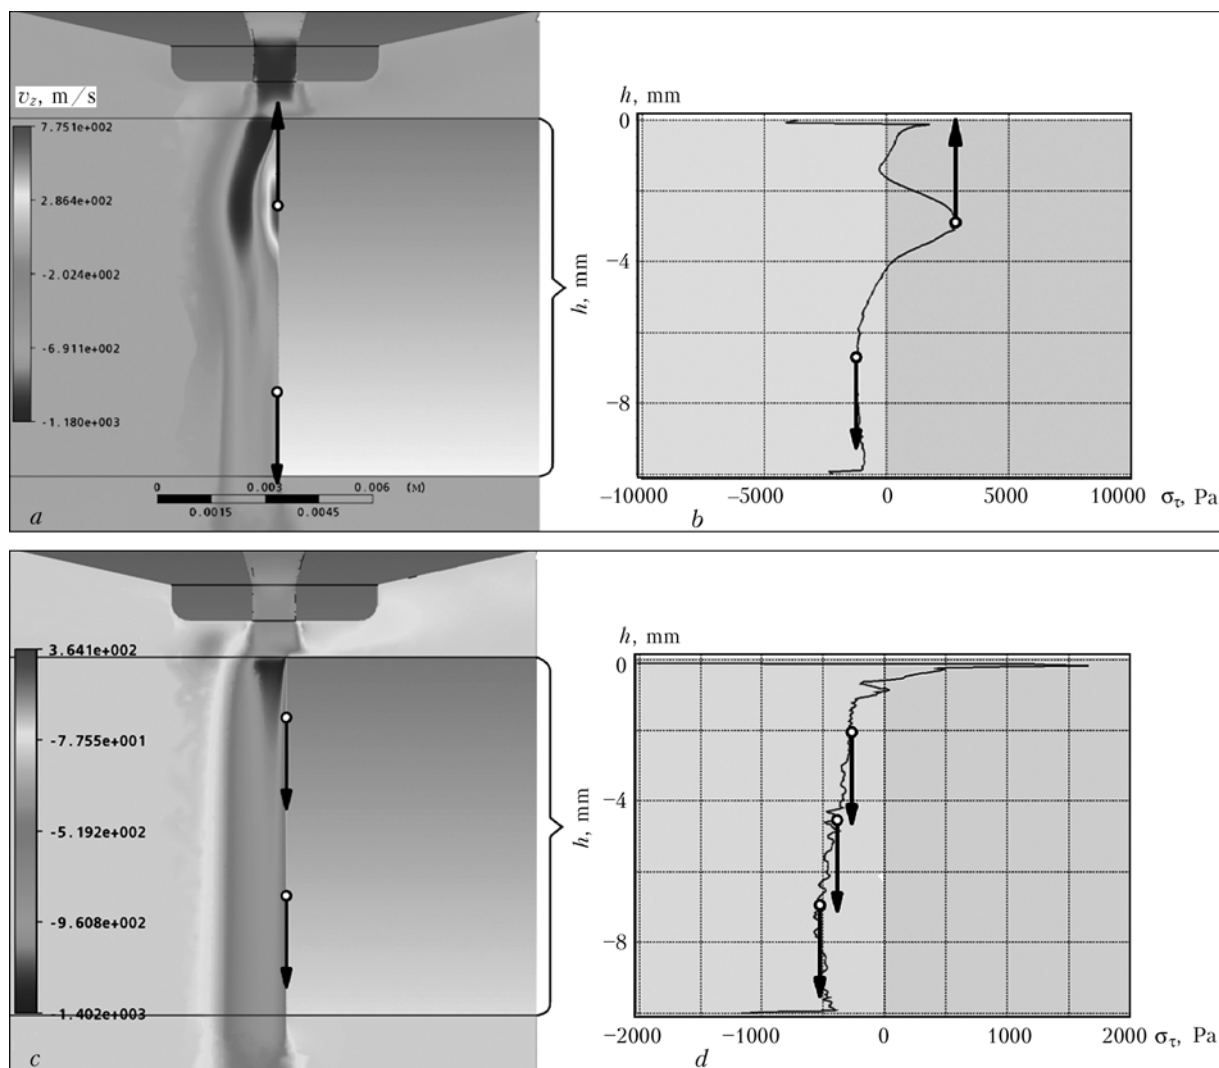 v_z, m/s
7.751e+002
2.864e+002
-2.024e+002
-6.911e+002
-1.180e+003
0 0.003 0.006 (м)
0.0015 0.0045
a
h, mm
h, mm
0
−4
−8
−10000 −5000 0 5000 10000 σ_τ, Pa
b
3.641e+002
-7.755e+001
-5.192e+002
-9.608e+002
-1.402e+003
c
h, mm
h, mm
0
−4
−8
−2000 −1000 0 1000 2000 σ_τ, Pa
d